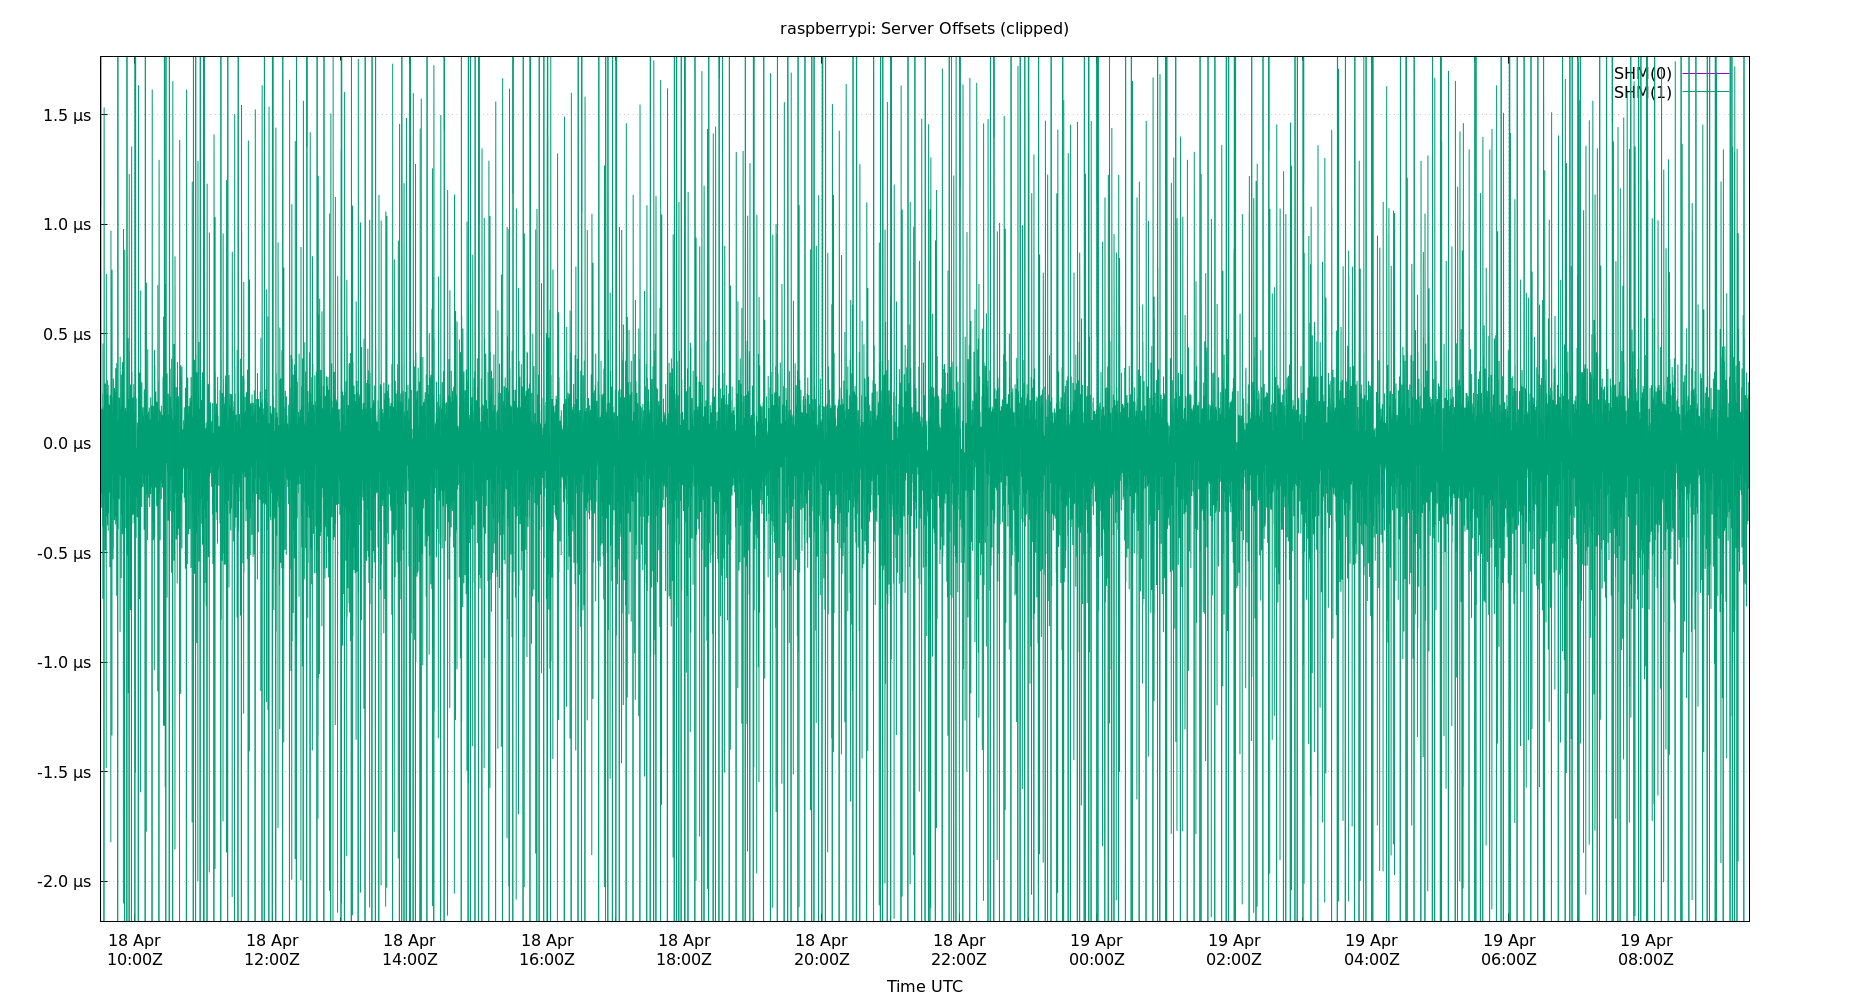 raspberrypi: Server Offsets (clipped)
SHM(0)
SHM(1)
1.5 µs
1.0 µs
0.5 µs
0.0 µs
-0.5 µs
-1.0 µs
-1.5 µs
-2.0 µs
18 Apr 18 Apr 18 Apr 18 Apr 18 Apr 18 Apr 18 Apr 19 Apr 19 Apr 19 Apr 19 Apr 19 Apr
10:00Z 12:00Z 14:00Z 16:00Z 18:00Z 20:00Z 22:00Z 00:00Z 02:00Z 04:00Z 06:00Z 08:00Z
Time UTC